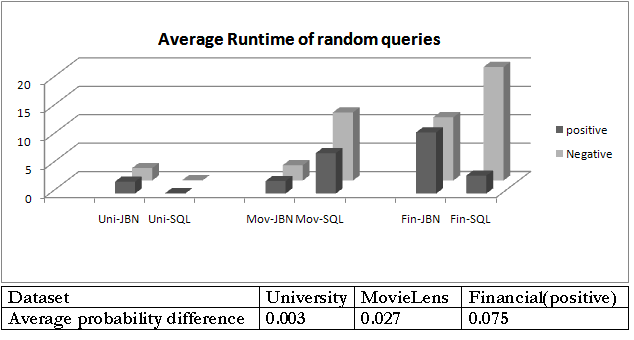 Average Runtime of random queries
20
15
10
5
0
Uni-JBN Uni-SQL Mov-JBN Mov-SQL Fin-JBN Fin-SQL
positive
Negative
Dataset University MovieLens Financial(positive)
Average probability difference 0.003 0.027 0.075